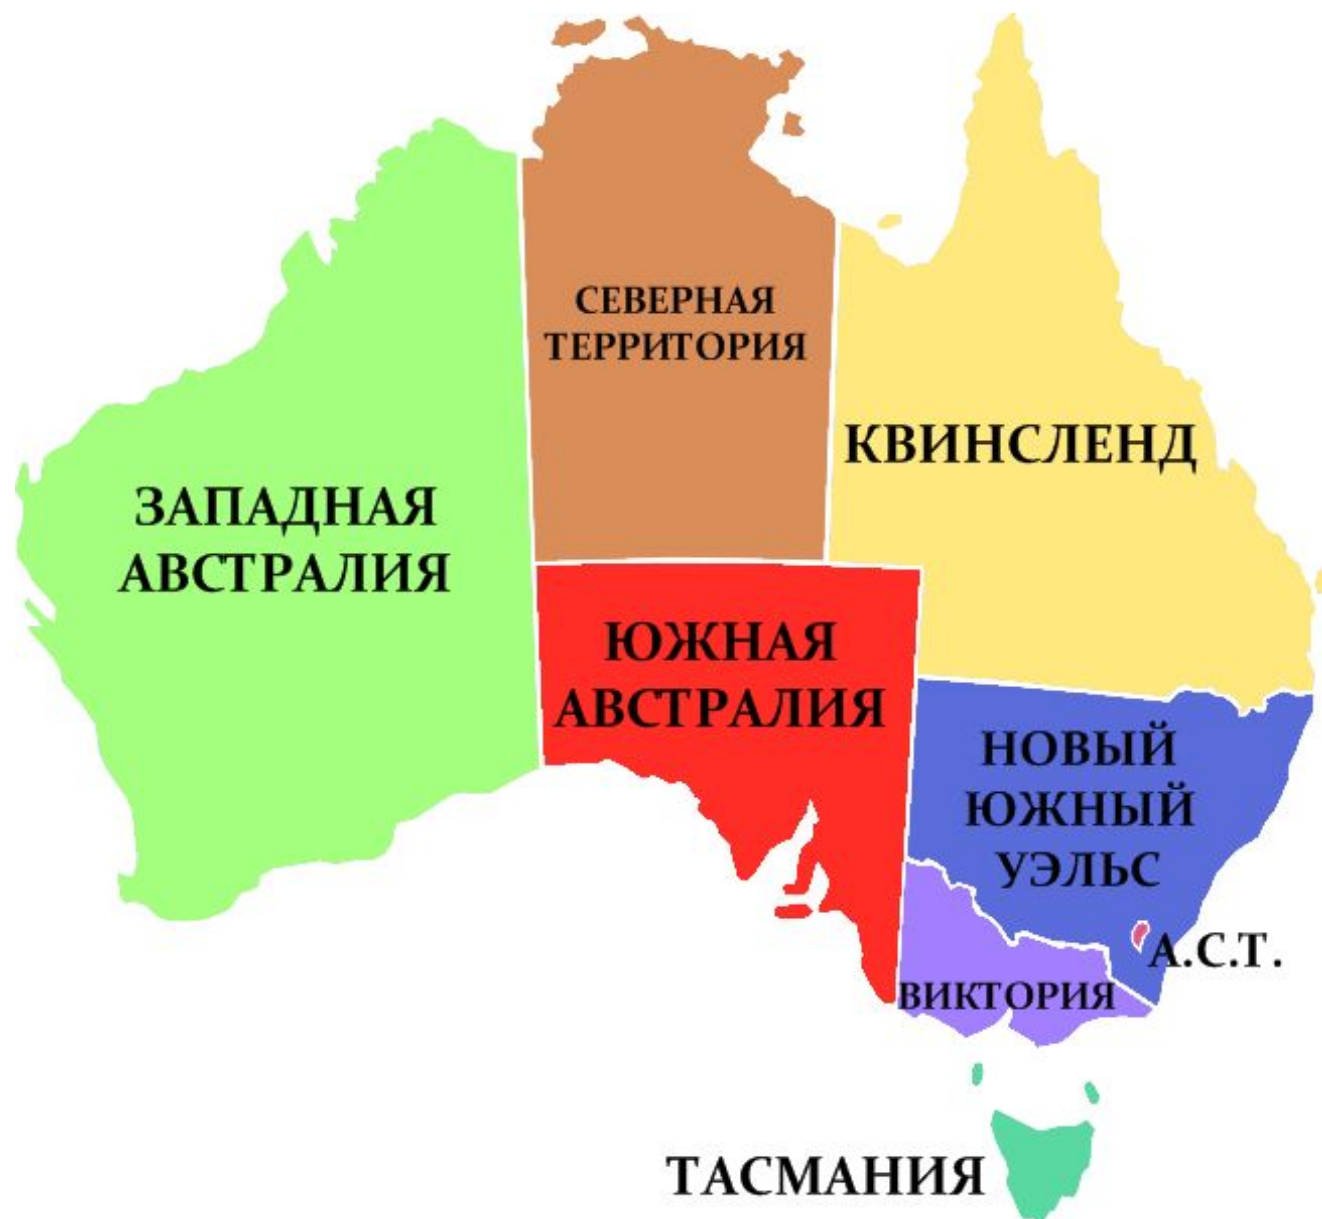 СЕВЕРНАЯ
ТЕРРИТОРИЯ
КВИНСЛЕНД
ЗАПАДНАЯ
АВСТРАЛИЯ
ЮЖНАЯ
АВСТРАЛИЯ
НОВЫЙ
ЮЖНЫЙ
УЭЛЬС
А.С.Т.
ВИКТОРИЯ
ТАСМАНИЯ